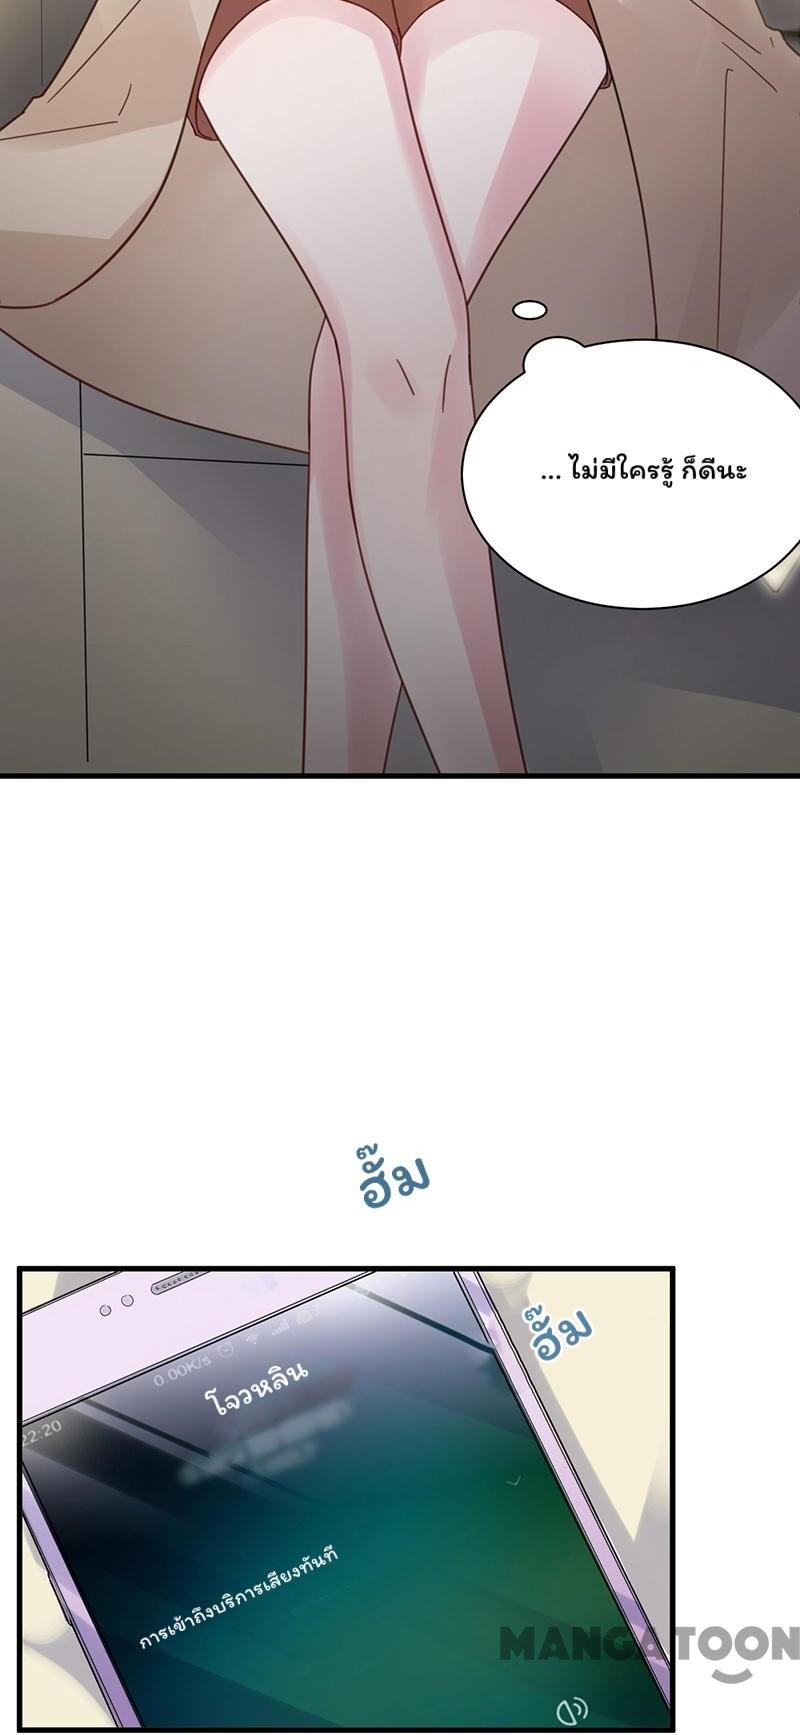 ... ไม่มีใครรู้ ก็ดีนะ
ฮั๊ม
ฮั๊ม
0.00K/s
โจวหลิน
22:20
การเข้าถึงบริการเสียงทันที
MANGATOON